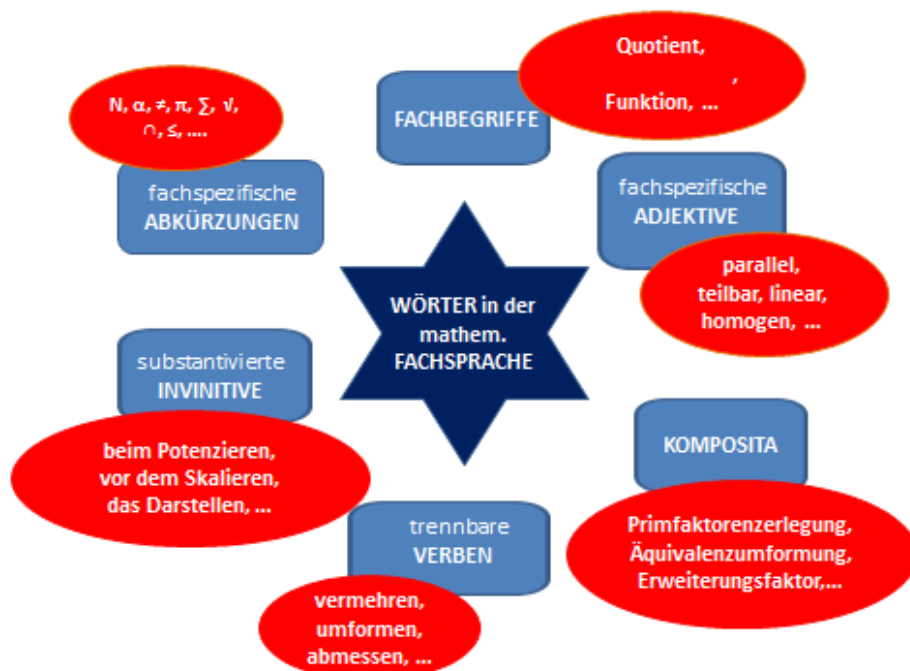 Quotient,
,
Funktion, ...
FACHBEGRIFFE
N, α, ≠, π, ∑, √,
∩, ≤, ....
fachspezifische
ABKÜRZUNGEN
fachspezifische
ADJEKTIVE
parallel,
teilbar, linear,
homogen, ...
WÖRTER in der
mathem.
FACHSPRACHE
substantivierte
INVINITIVE
beim Potenzieren,
vor dem Skalieren,
das Darstellen, ...
KOMPOSITA
Primfaktorenzerlegung,
Äquivalenzumformung,
Erweiterungsfaktor,...
trennbare
VERBEN
vermehren,
umformen,
abmessen, ...